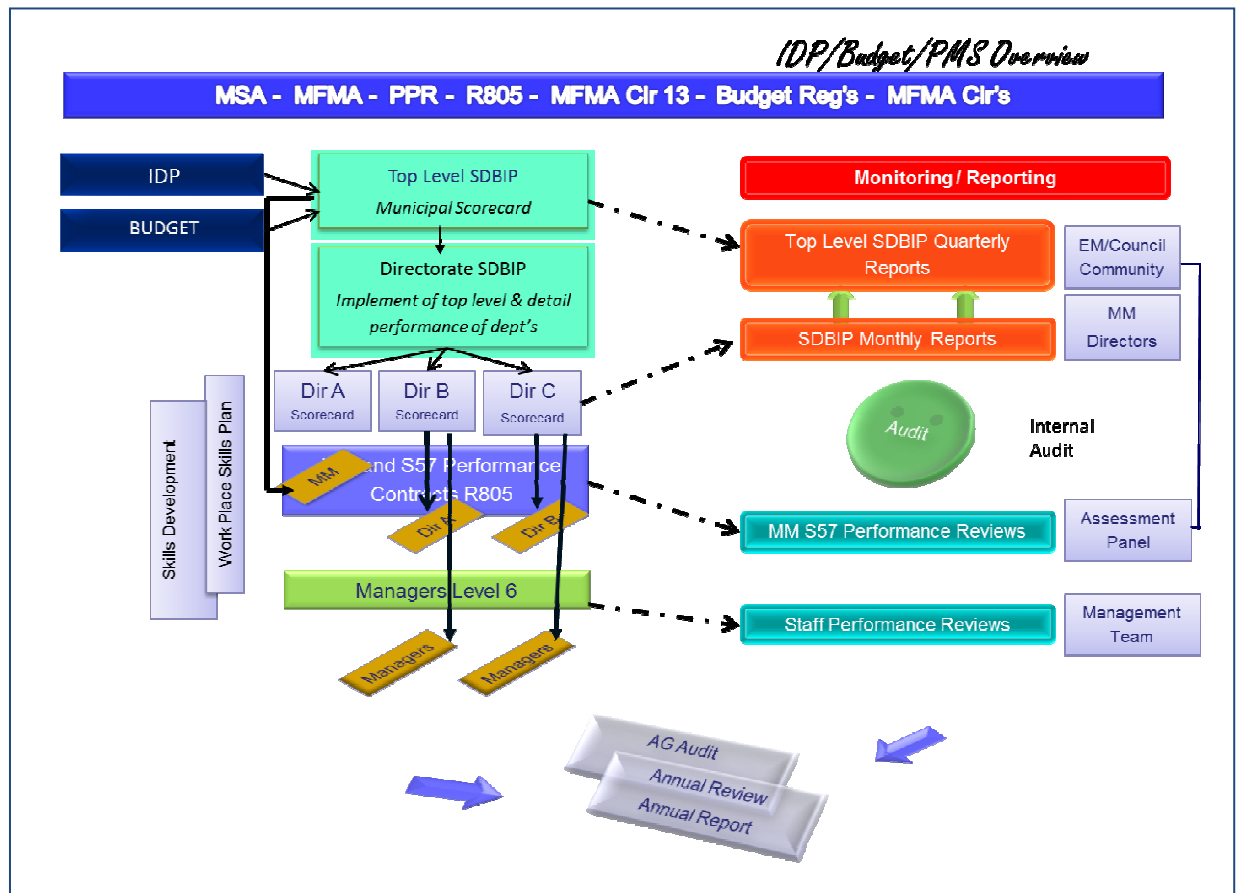 IDP/Budget/PMS Overview
MSA - MFMA - PPR - R805 - MFMA Cir 13 - Budget Reg's - MFMA Cir's
IDP
BUDGET
Top Level SDBIP
Municipal Scorecard
Directorate SDBIP
Implement of top level & detail
performance of dept's
Dir A
Scorecard
Dir B
Scorecard
Dir C
Scorecard
Skills Development
Work Place Skills Plan
and S57 Performance
Contracts R805
MM
Dir A
Dir B
Managers Level 6
Managers
Managers
Monitoring / Reporting
Top Level SDBIP Quarterly
Reports
EM/Council
Community
SDBIP Monthly Reports
MM
Directors
Audit
Internal
Audit
MM S57 Performance Reviews
Assessment
Panel
Staff Performance Reviews
Management
Team
AG Audit
Annual Review
Annual Report